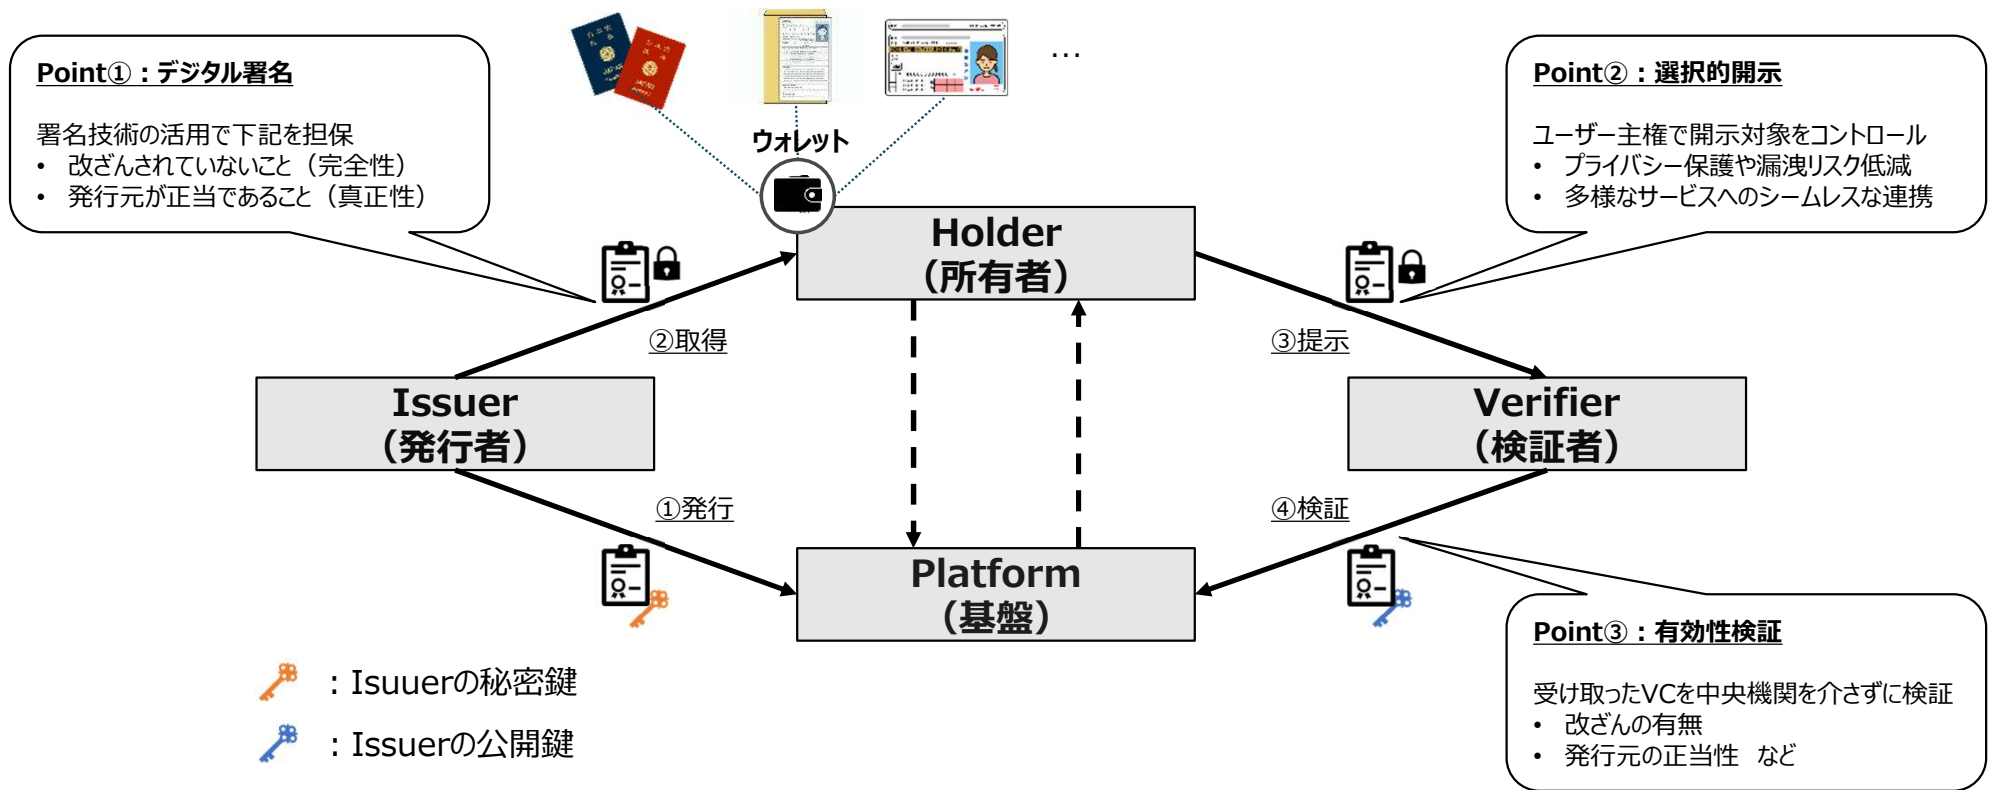 Point①：デジタル署名
署名技術の活用で下記を担保
• 改ざんされていないこと（完全性）
• 発行元が正当であること（真正性）
…
ウォレット
Point②：選択的開示
ユーザー主権で開示対象をコントロール
• プライバシー保護や漏洩リスク低減
• 多様なサービスへのシームレスな連携
Holder
（所有者）
②取得
③提示
Issuer
（発行者）
Verifier
（検証者）
①発行
④検証
Platform
（基盤）
：Isuuerの秘密鍵
：Issuerの公開鍵
Point③：有効性検証
受け取ったVCを中央機関を介さずに検証
• 改ざんの有無
• 発行元の正当性 など